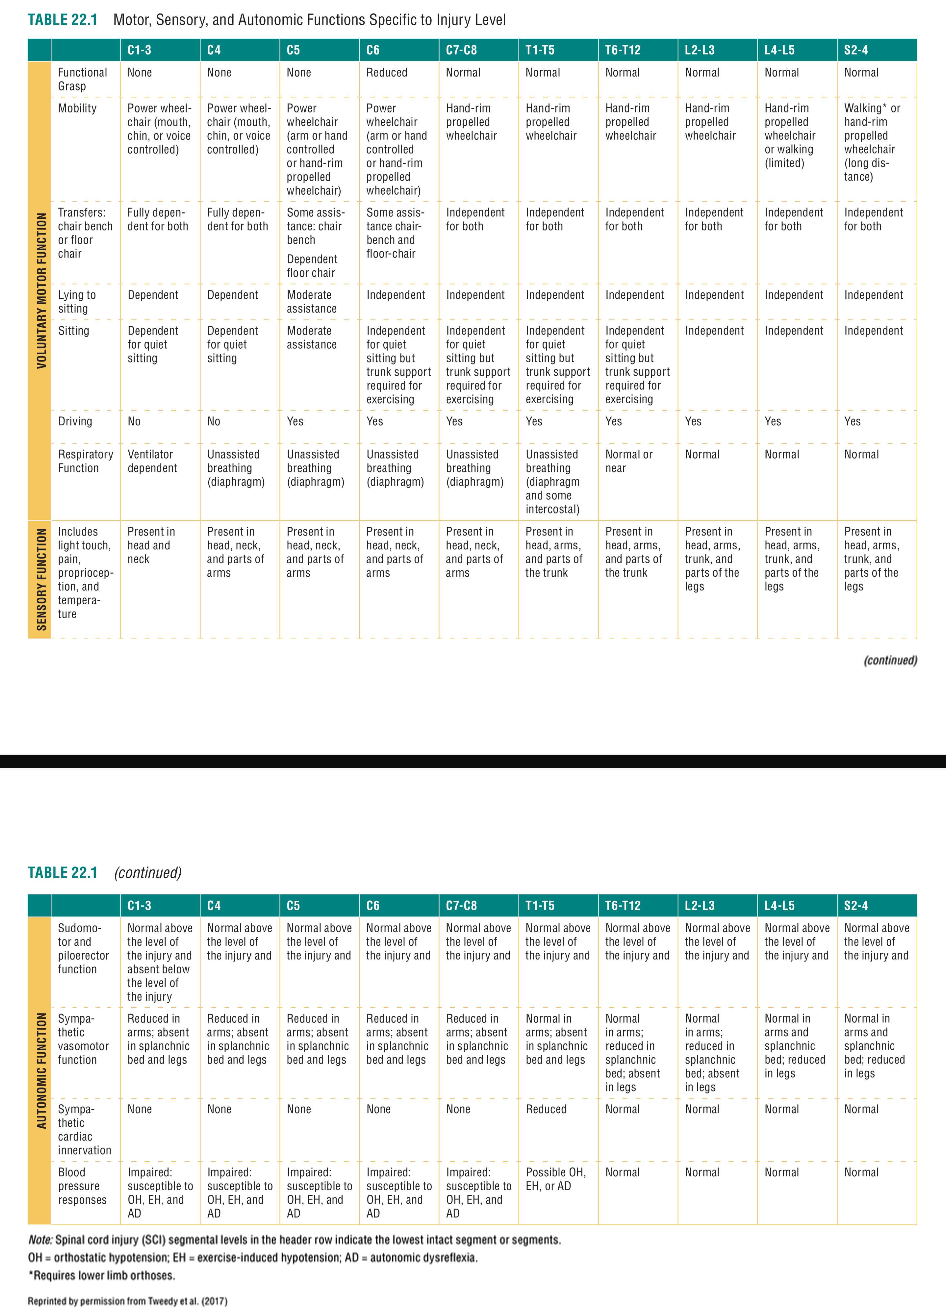 TABLE 22.1 Motor, Sensory, and Autonomic Functions Specific to Injury Level
C1-3 C4 C5 C6 C7-C8 T1-T5 T6-T12 L2-L3 L4-L5 S2-4
VOLUNTARY MOTOR FUNCTION
Functional None None None Reduced Normal Normal Normal Normal Normal Normal
Grasp
Mobility Power wheel- Power wheel- Power Power Hand-rim Hand-rim Hand-rim Hand-rim Hand-rim Walking* or
chair (mouth, chair (mouth, wheelchair wheelchair propelled propelled propelled propelled propelled hand-rim
chin, or voice chin, or voice (arm or hand (arm or hand wheelchair wheelchair wheelchair wheelchair wheelchair propelled
controlled) controlled) controlled controlled or walking wheelchair
or hand-rim or hand-rim (limited) (long dis-
propelled propelled tance)
wheelchair) wheelchair)
Transfers: Fully depen- Fully depen- Some assis- Some assis- Independent Independent Independent Independent Independent Independent
chair bench dent for both dent for both tance: chair tance chair- for both for both for both for both for both for both
or floor bench bench and
chair Dependent floor-chair
floor chair
Lying to Dependent Dependent Moderate Independent Independent Independent Independent Independent Independent Independent
sitting assistance
Sitting Dependent Dependent Moderate Independent Independent Independent Independent Independent Independent Independent
for quiet for quiet assistance for quiet for quiet for quiet for quiet
sitting sitting sitting but sitting but sitting but sitting but
trunk support trunk support trunk support trunk support
required for required for required for required for
exercising exercising exercising exercising
Driving No No Yes Yes Yes Yes Yes Yes Yes Yes
Respiratory Ventilator Unassisted Unassisted Unassisted Unassisted Unassisted Normal or Normal Normal Normal
Function dependent breathing breathing breathing breathing breathing near
(diaphragm) (diaphragm) (diaphragm) (diaphragm) (diaphragm
and some
intercostal)
SENSORY FUNCTION
Includes Present in Present in Present in Present in Present in Present in Present in Present in Present in Present in
light touch, head and head, neck, head, neck, head, neck, head, neck, head, arms, head, arms, head, arms, head, arms, head, arms,
pain, neck and parts of and parts of and parts of and parts of and parts of and parts of trunk, and trunk, and trunk, and
propriocep- arms arms arms arms the trunk the trunk parts of the parts of the parts of the
tion, and legs legs legs
tempera-
ture
(continued)
TABLE 22.1 (continued)
C1-3 C4 C5 C6 C7-C8 T1-T5 T6-T12 L2-L3 L4-L5 S2-4
AUTONOMIC FUNCTION
Sudomo- Normal above Normal above Normal above Normal above Normal above Normal above Normal above Normal above Normal above Normal above
tor and the level of the level of the level of the level of the level of the level of the level of the level of the level of the level of
piloerector the injury and the injury and the injury and the injury and the injury and the injury and the injury and the injury and the injury and the injury and
function absent below
the level of
the injury
Sympa- Reduced in Reduced in Reduced in Reduced in Reduced in Normal in Normal Normal Normal in Normal in
thetic arms; absent arms; absent arms; absent arms; absent arms; absent arms; absent in arms; in arms; arms and arms and
vasomotor in splanchnic in splanchnic in splanchnic in splanchnic in splanchnic in splanchnic reduced in reduced in splanchnic splanchnic
function bed and legs bed and legs bed and legs bed and legs bed and legs bed and legs splanchnic splanchnic bed; reduced bed; reduced
bed; absent bed; absent in legs in legs
in legs in legs
Sympa- None None None None None Reduced Normal Normal Normal Normal
thetic
cardiac
innervation
Blood Impaired: Impaired: Impaired: Impaired: Impaired: Possible OH, Normal Normal Normal Normal
pressure susceptible to susceptible to susceptible to susceptible to susceptible to EH, or AD
responses OH, EH, and OH, EH, and OH, EH, and OH, EH, and OH, EH, and
AD AD AD AD AD
Note: Spinal cord injury (SCI) segmental levels in the header row indicate the lowest intact segment or segments.
OH = orthostatic hypotension; EH = exercise-induced hypotension; AD = autonomic dysreflexia.
*Requires lower limb orthoses.
Reprinted by permission from Tweedy et al. (2017)